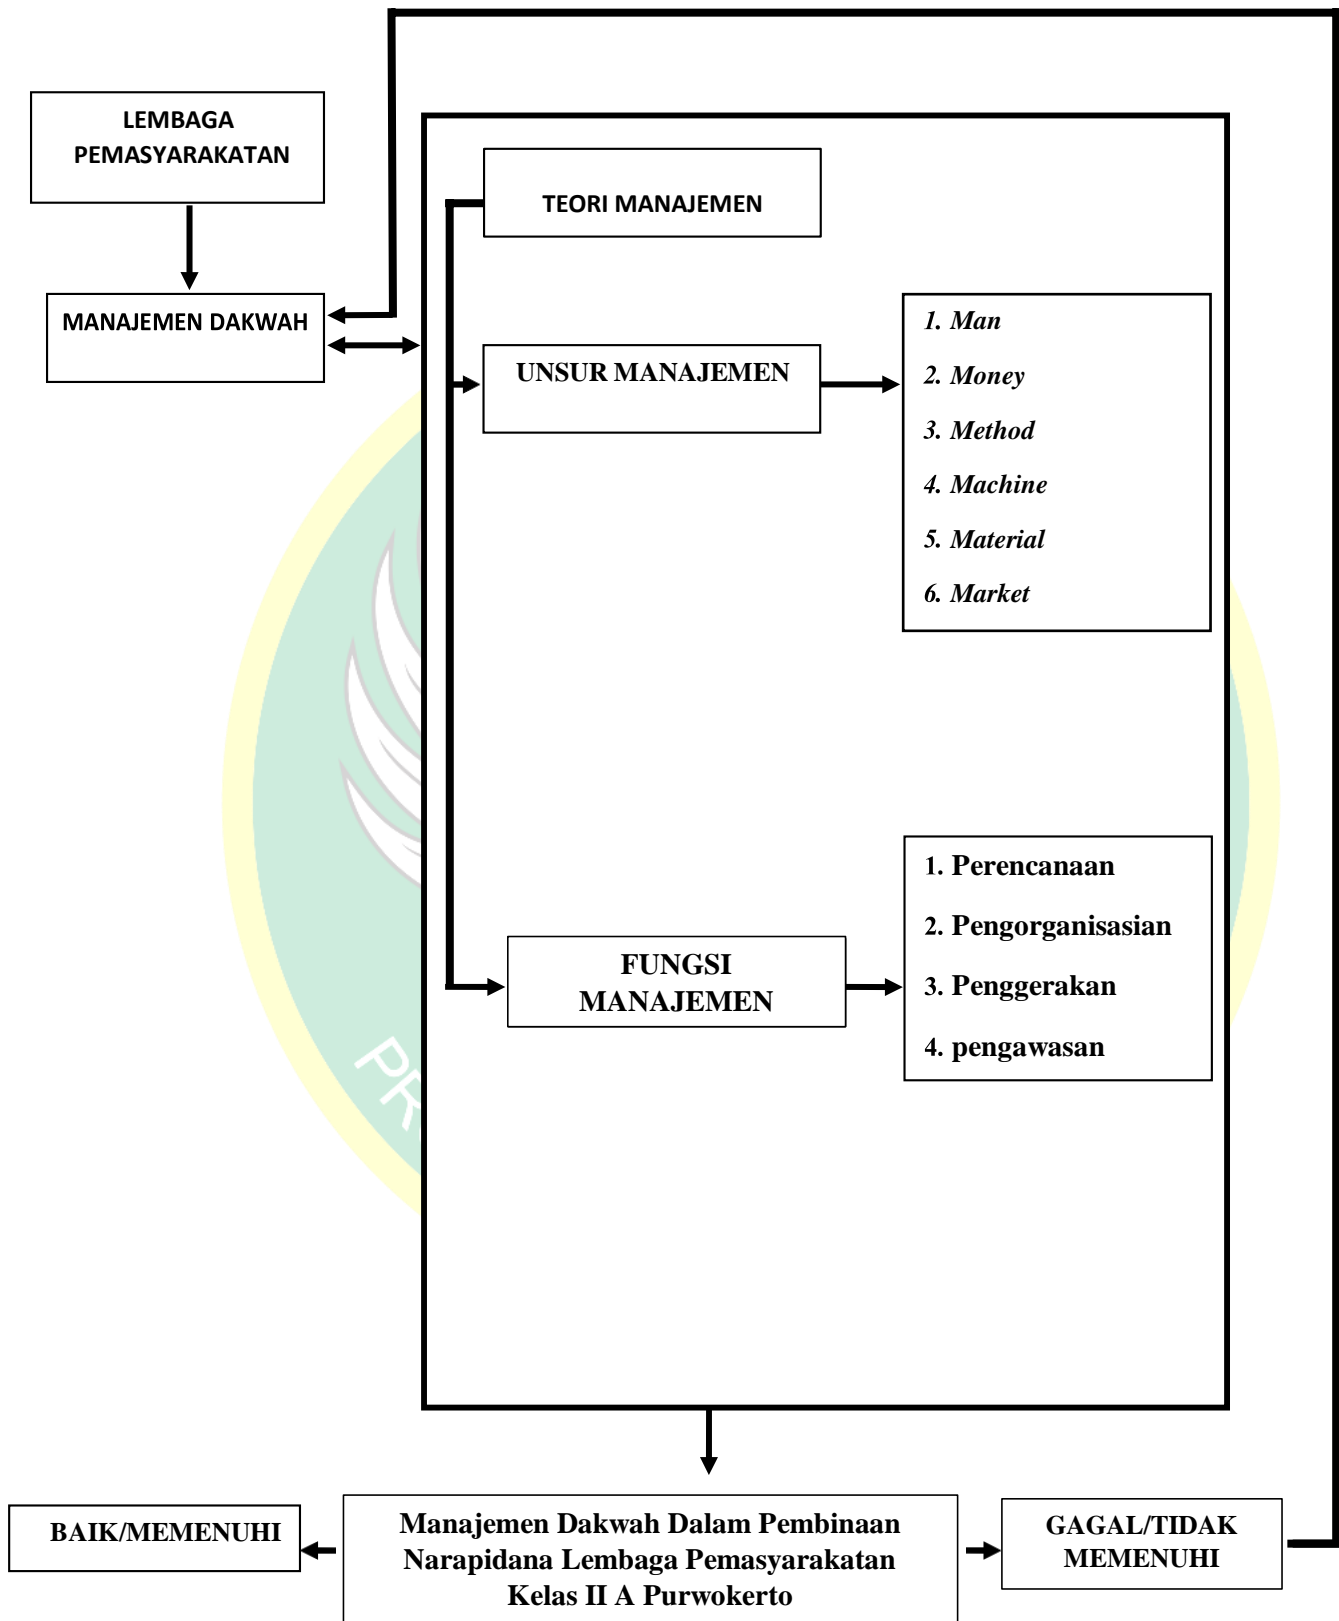 LEMBAGA
PEMASYARAKATAN
MANAJEMEN DAKWAH
TEORI MANAJEMEN
UNSUR MANAJEMEN
1. Man
2. Money
3. Method
4. Machine
5. Material
6. Market
FUNGSI
MANAJEMEN
1. Perencanaan
2. Pengorganisasian
3. Penggerakan
4. pengawasan
BAIK/MEMENUHI
Manajemen Dakwah Dalam Pembinaan
Narapidana Lembaga Pemasyarakatan
Kelas II A Purwokerto
GAGAL/TIDAK
MEMENUHI